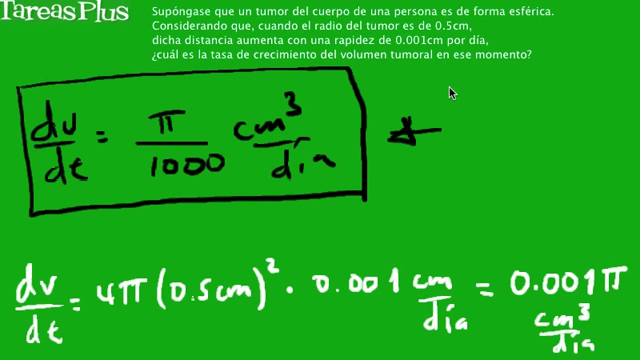 TareasPlus
Supóngase que un tumor del cuerpo de una persona es de forma esférica.
Considerando que, cuando el radio del tumor es de 0.5cm,
dicha distancia aumenta con una rapidez de 0.001cm por día,
¿cuál es la tasa de crecimiento del volumen tumoral en ese momento?
dv/dt = π/1000 cm³/día
dv/dt = 4π(0.5cm)² · 0.001 cm/día = 0.001π cm³/día